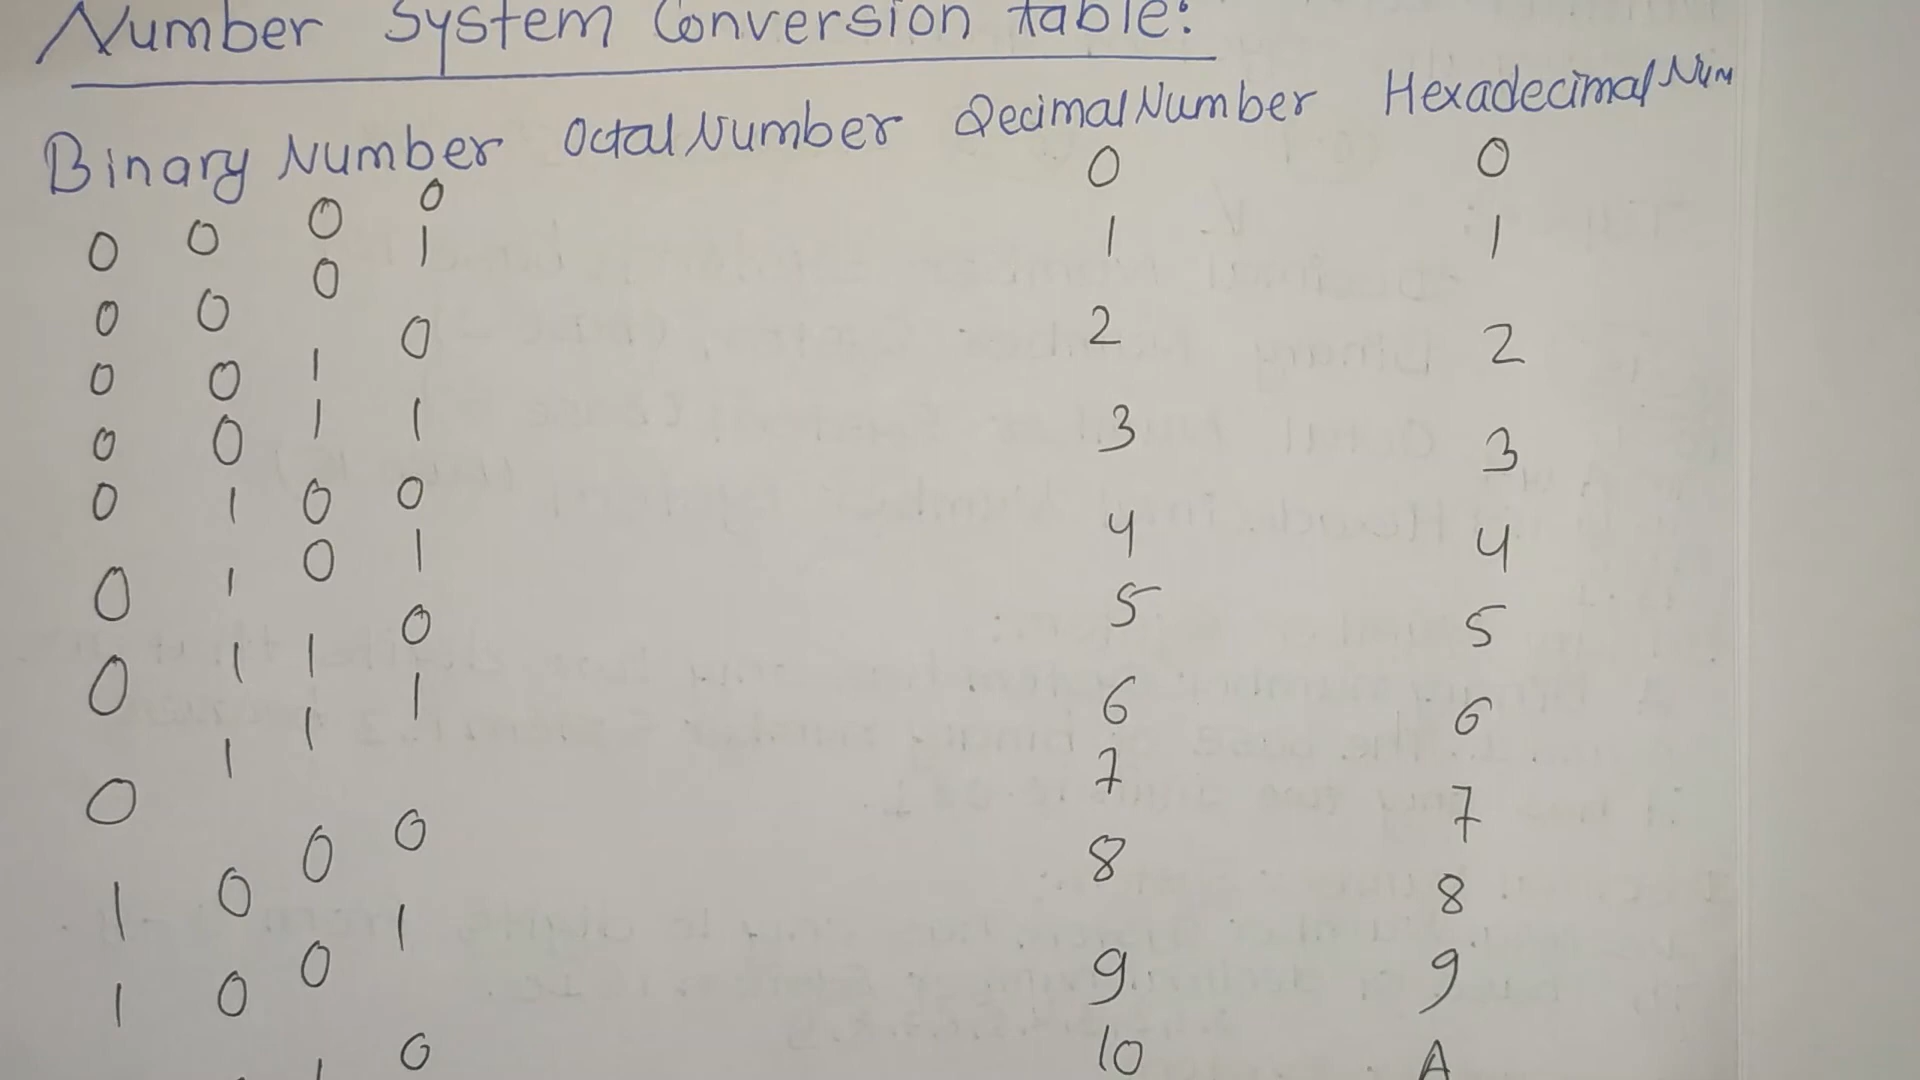 Number System Conversion table:
Binary Number Octal Number Decimal Number Hexadecimal Num
0 0 0 0 0 0
0 0 0 1 1 1
0 0 1 0 2 2
0 0 1 1 3 3
0 1 0 0 4 4
0 1 0 1 5 5
0 1 1 0 6 6
0 1 1 1 7 7
1 0 0 0 8 8
1 0 0 1 9 9
1 0 10 A